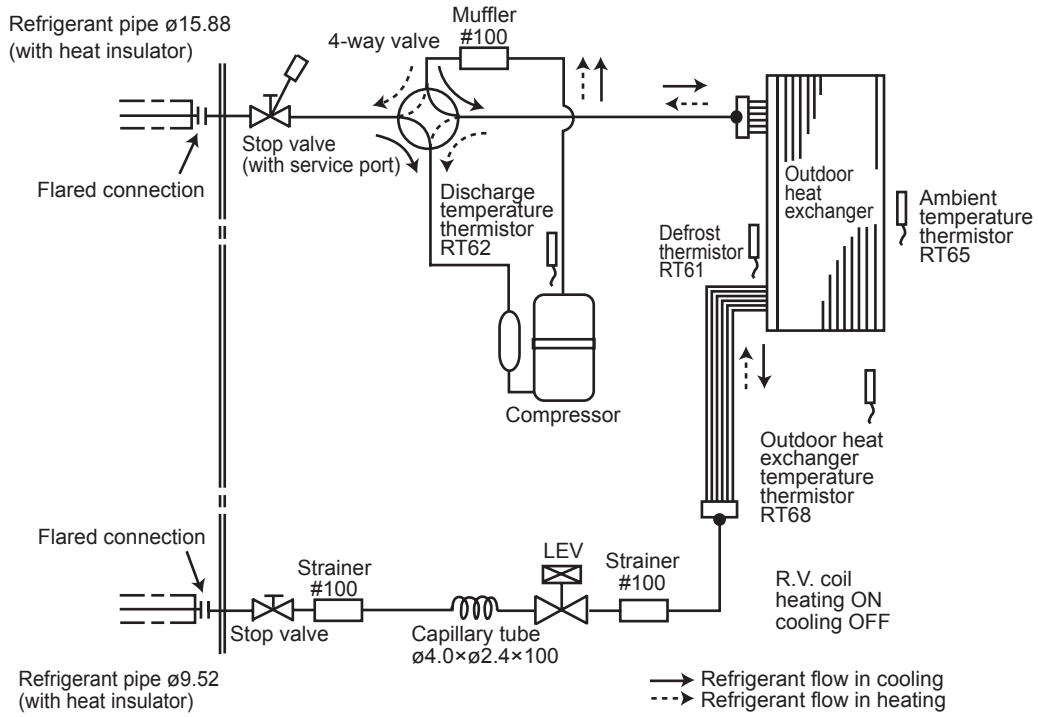 Refrigerant pipe ø15.88
(with heat insulator)
Muffler
#100
4-way valve
Stop valve
(with service port)
Flared connection
Discharge
temperature
thermistor
RT62
Outdoor
heat
exchanger
Ambient
temperature
thermistor
RT65
Defrost
thermistor
RT61
Compressor
Outdoor heat
exchanger
temperature
thermistor
RT68
Flared connection
Strainer
#100
LEV
Strainer
#100
R.V. coil
heating ON
cooling OFF
Stop valve
Capillary tube
ø4.0×ø2.4×100
Refrigerant pipe ø9.52
(with heat insulator)
Refrigerant flow in cooling
Refrigerant flow in heating